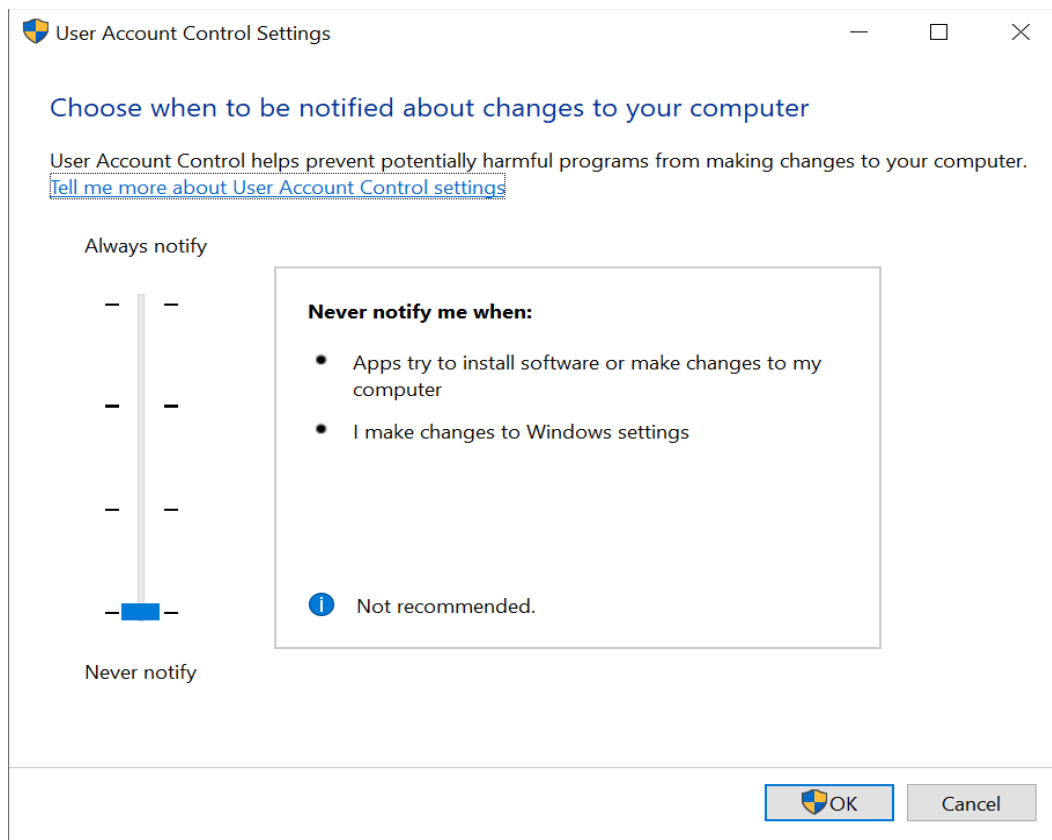 User Account Control Settings
Choose when to be notified about changes to your computer
User Account Control helps prevent potentially harmful programs from making changes to your computer.
Tell me more about User Account Control settings
Always notify
Never notify me when:
Apps try to install software or make changes to my
computer
I make changes to Windows settings
Not recommended.
Never notify
OK
Cancel